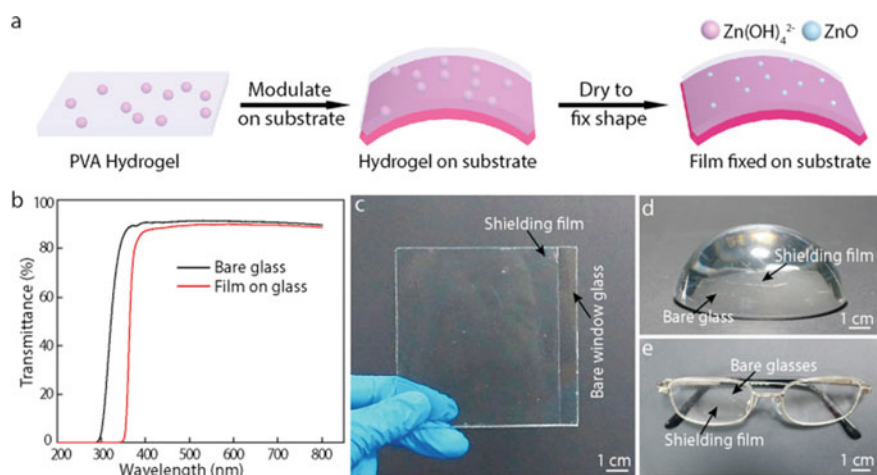 a
Zn(OH)₄²⁻ ZnO
Modulate
on substrate
Dry to
fix shape
PVA Hydrogel
Hydrogel on substrate
Film fixed on substrate
b
100
80
60
40
20
0
Transmittance (%)
Bare glass
Film on glass
200 300 400 500 600 700 800
Wavelength (nm)
c
Shielding film
Bare window glass
1 cm
d
Shielding film
Bare glass
1 cm
e
Bare glasses
Shielding film
1 cm